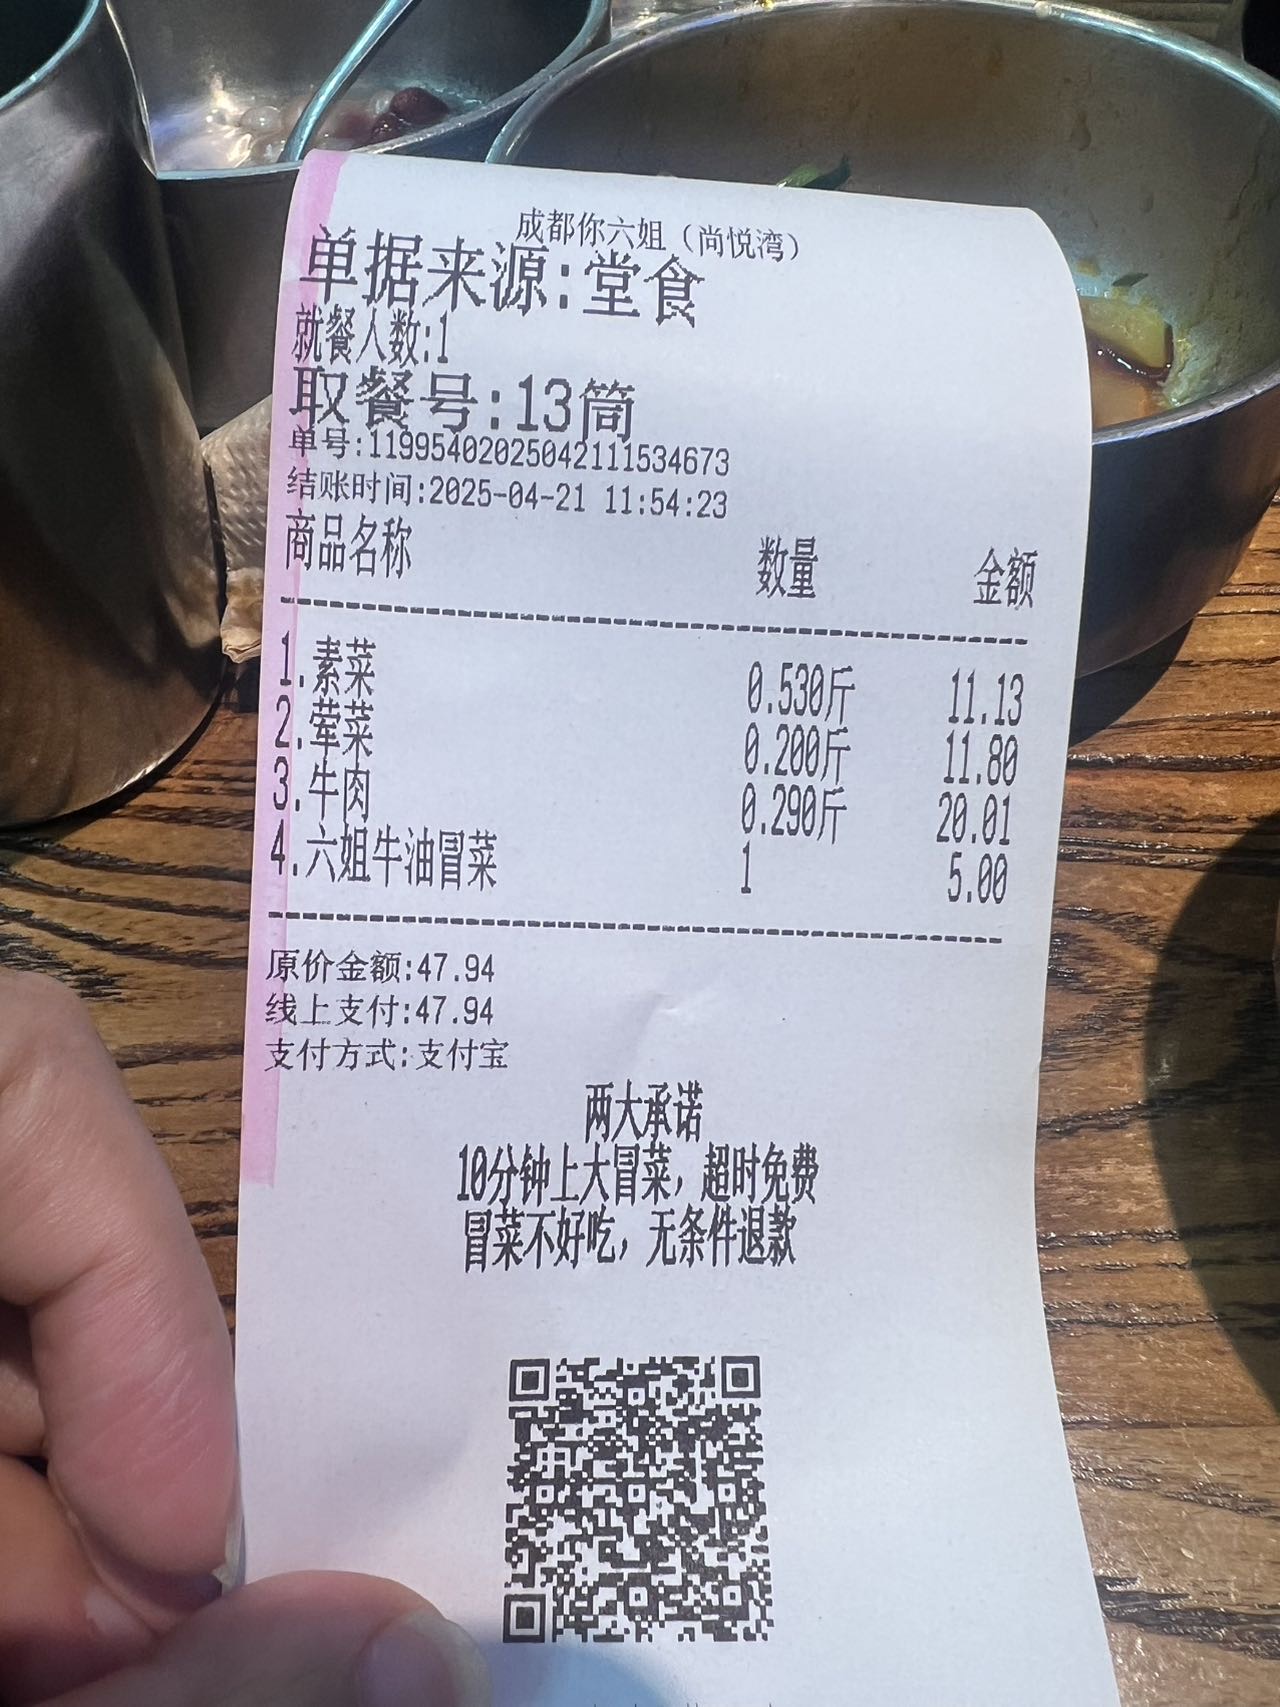 成都你六姐（尚悦湾）
单据来源:堂食
就餐人数:1
取餐号:13筒
单号:11995402025042111534673
结账时间:2025-04-21 11:54:23
商品名称 数量 金额
1.素菜 0.530斤 11.13
2.荤菜 0.200斤 11.80
3.牛肉 0.290斤 20.01
4.六姐牛油冒菜 1 5.00
原价金额:47.94
线上支付:47.94
支付方式:支付宝
两大承诺
10分钟上大冒菜，超时免费
冒菜不好吃，无条件退款